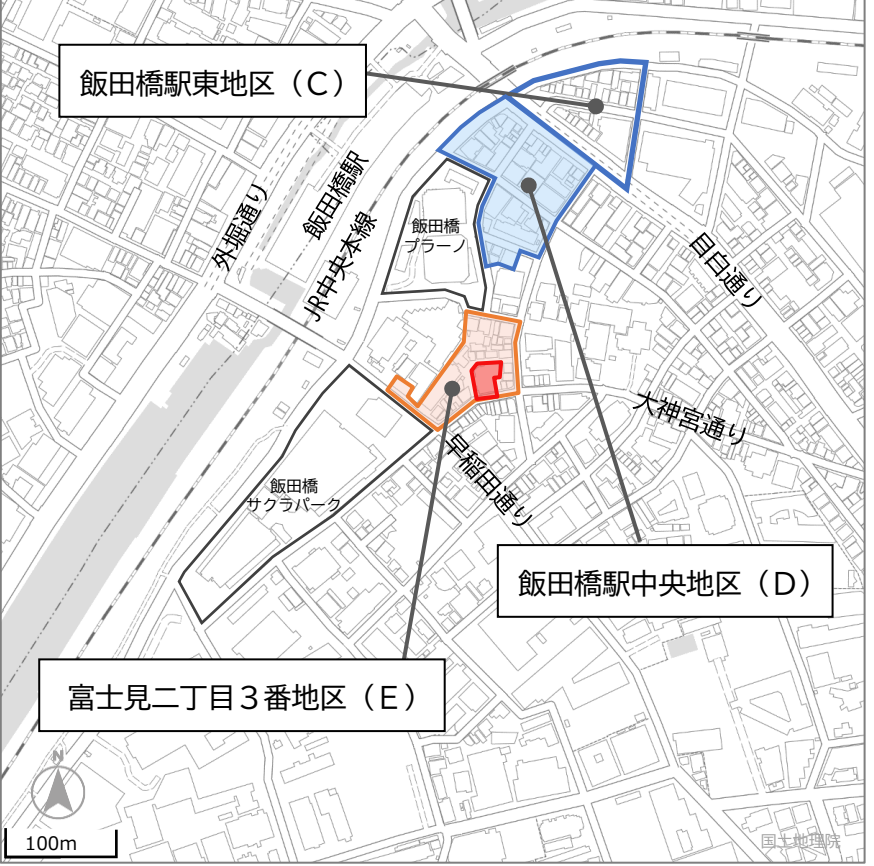 飯田橋駅東地区（C）
外堀通り
飯田橋駅
JR中央本線
飯田橋
プラーノ
目白通り
大神宮通り
早稲田通り
飯田橋
サクラパーク
飯田橋駅中央地区（D）
富士見二丁目３番地区（E）
N
100m
国土地理院